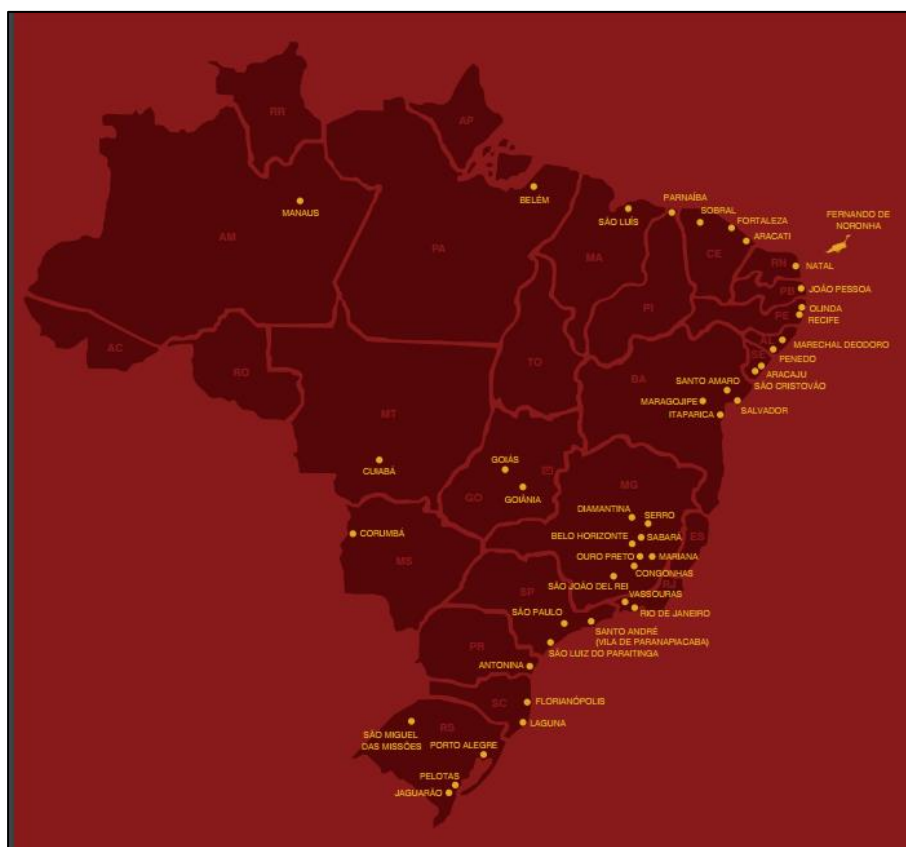 RR
AP
BELÉM
MANAUS
PARNAÍBA
SÃO LUÍS
SOBRAL
FORTALEZA
FERNANDO DE
NORONHA
ARACATI
AM
PA
MA
CE
RN
NATAL
PB
JOÃO PESSOA
PI
OLINDA
PE
RECIFE
AL
MARECHAL DEODORO
AC
RO
TO
SE
PENEDO
ARACAJU
SÃO CRISTOVÃO
BA
SANTO AMARO
MARAGOJIPE
SALVADOR
ITAPARICA
MT
CUIABÁ
GOIÁS
GO
GOIÂNIA
MG
DIAMANTINA
SERRO
CORUMBÁ
BELO HORIZONTE
SABARÁ
ES
MS
OURO PRETO
MARIANA
CONGONHAS
SÃO JOÃO DEL REI
RJ
VASSOURAS
SP
RIO DE JANEIRO
SÃO PAULO
SANTO ANDRÉ
(VILA DE PARANAPIACABA)
SÃO LUIZ DO PARAITINGA
PR
ANTONINA
SC
FLORIANÓPOLIS
LAGUNA
RS
SÃO MIGUEL
DAS MISSÕES
PORTO ALEGRE
PELOTAS
JAGUARÃO